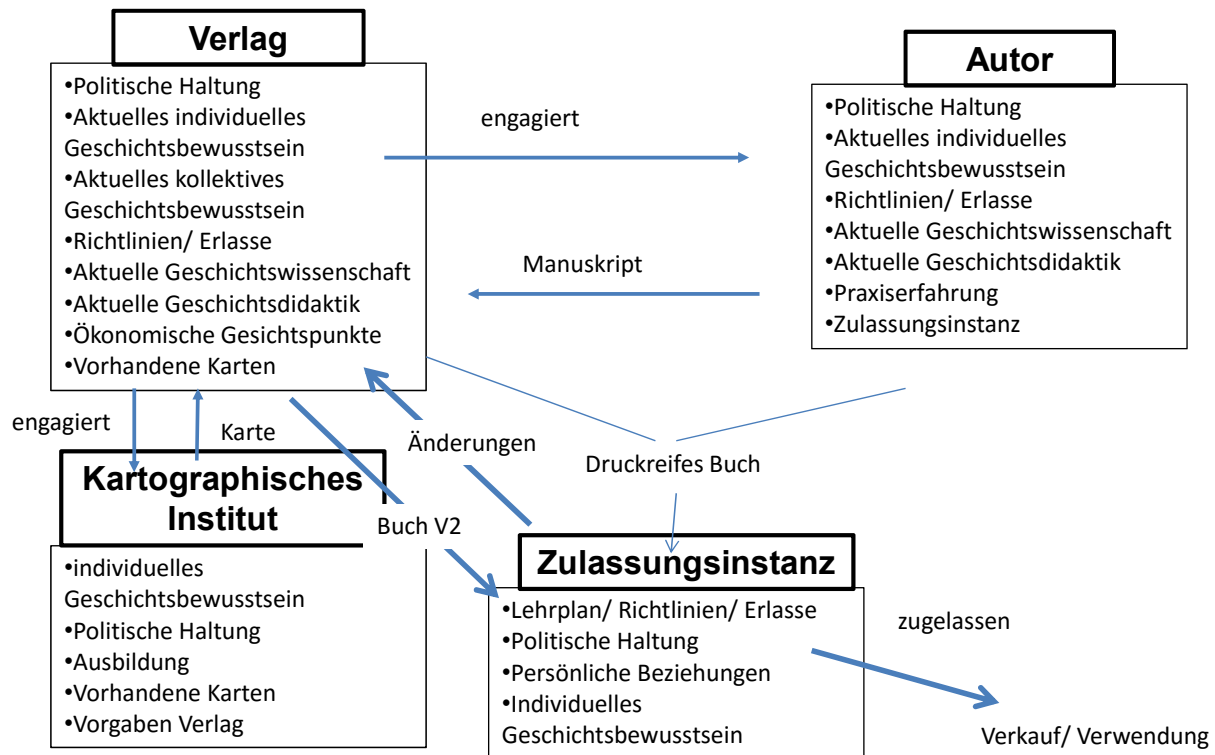 Verlag
•Politische Haltung
•Aktuelles individuelles
Geschichtsbewusstsein
•Aktuelles kollektives
Geschichtsbewusstsein
•Richtlinien/ Erlasse
•Aktuelle Geschichtswissenschaft
•Aktuelle Geschichtsdidaktik
•Ökonomische Gesichtspunkte
•Vorhandene Karten
engagiert
Manuskript
Autor
•Politische Haltung
•Aktuelles individuelles
Geschichtsbewusstsein
•Richtlinien/ Erlasse
•Aktuelle Geschichtswissenschaft
•Aktuelle Geschichtsdidaktik
•Praxiserfahrung
•Zulassungsinstanz
engagiert
Karte
Änderungen
Druckreifes Buch
Kartographisches
Institut
•individuelles
Geschichtsbewusstsein
•Politische Haltung
•Ausbildung
•Vorhandene Karten
•Vorgaben Verlag
Buch V2
Zulassungsinstanz
•Lehrplan/ Richtlinien/ Erlasse
•Politische Haltung
•Persönliche Beziehungen
•Individuelles
Geschichtsbewusstsein
zugelassen
Verkauf/ Verwendung